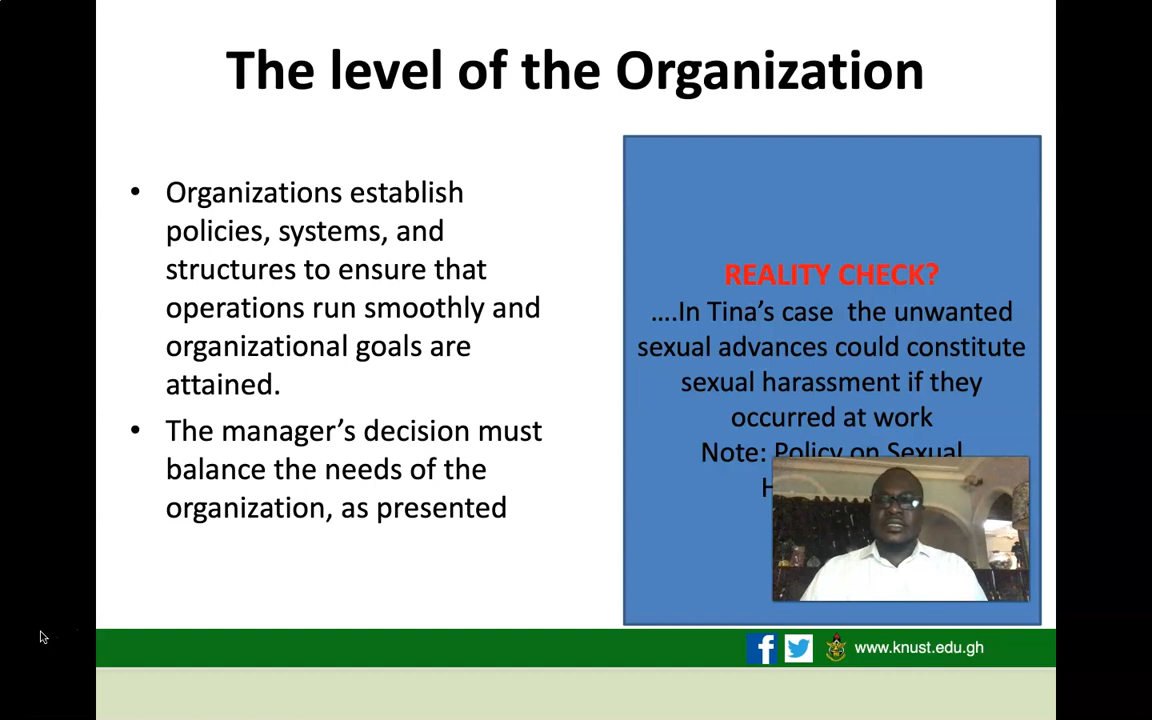 The level of the Organization
• Organizations establish
policies, systems, and
structures to ensure that
operations run smoothly and
organizational goals are
attained.
• The manager's decision must
balance the needs of the
organization, as presented
REALITY CHECK?
….In Tina's case the unwanted
sexual advances could constitute
sexual harassment if they
occurred at work
Note: Policy on Sexual
www.knust.edu.gh